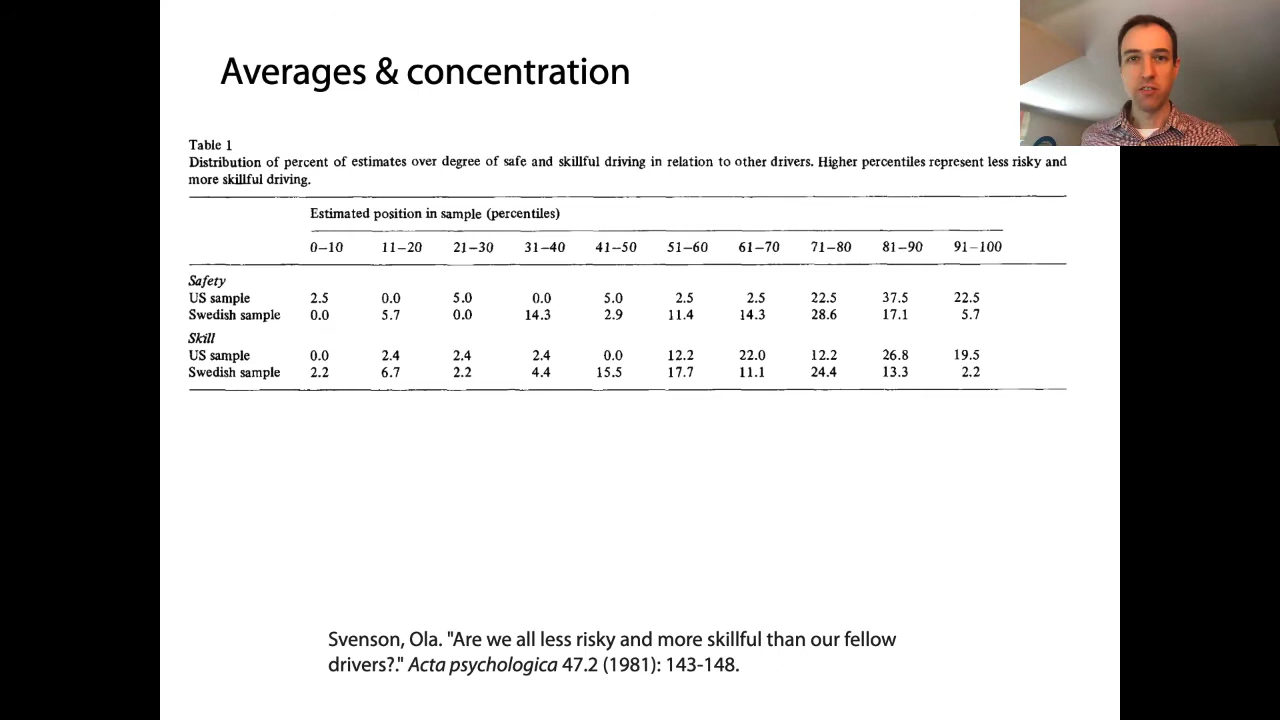 Averages & concentration
Table 1
Distribution of percent of estimates over degree of safe and skillful driving in relation to other drivers. Higher percentiles represent less risky and
more skillful driving.
Estimated position in sample (percentiles)
0–10 11–20 21–30 31–40 41–50 51–60 61–70 71–80 81–90 91–100
Safety
US sample 2.5 0.0 5.0 0.0 5.0 2.5 2.5 22.5 37.5 22.5
Swedish sample 0.0 5.7 0.0 14.3 2.9 11.4 14.3 28.6 17.1 5.7
Skill
US sample 0.0 2.4 2.4 2.4 0.0 12.2 22.0 12.2 26.8 19.5
Swedish sample 2.2 6.7 2.2 4.4 15.5 17.7 11.1 24.4 13.3 2.2
Svenson, Ola. "Are we all less risky and more skillful than our fellow
drivers?." Acta psychologica 47.2 (1981): 143-148.